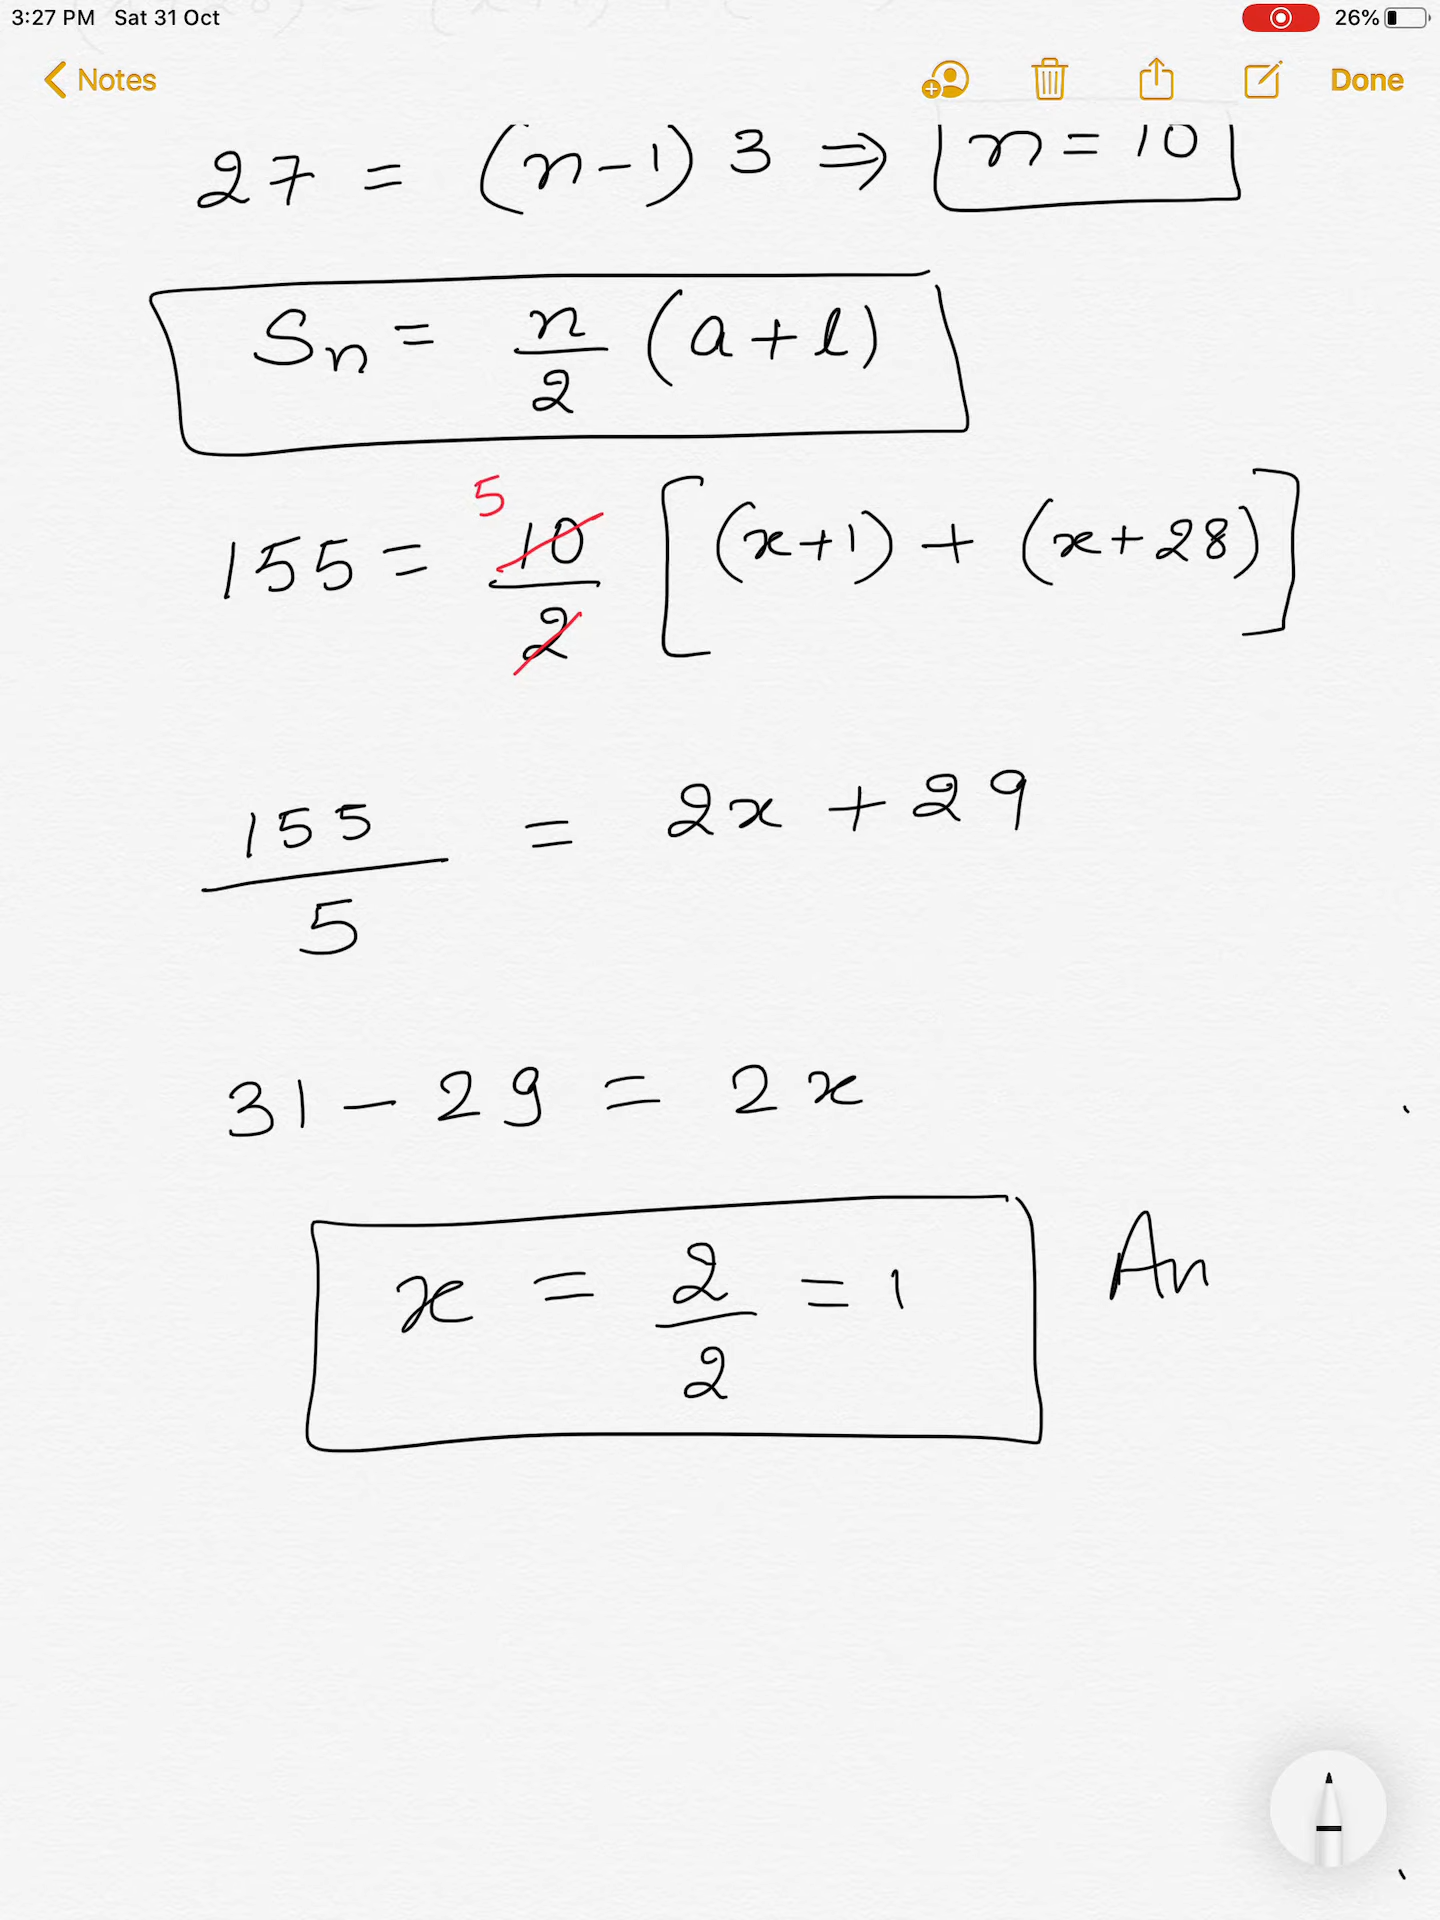 3:27 PM Sat 31 Oct 26%
Notes Done
27 = (n-1) 3 ⇒ n = 10
Sn = n/2 (a+l)
5
155 = 10/2 [(x+1) + (x+28)]
155/5 = 2x + 29
31 - 29 = 2x
x = 2/2 = 1 An